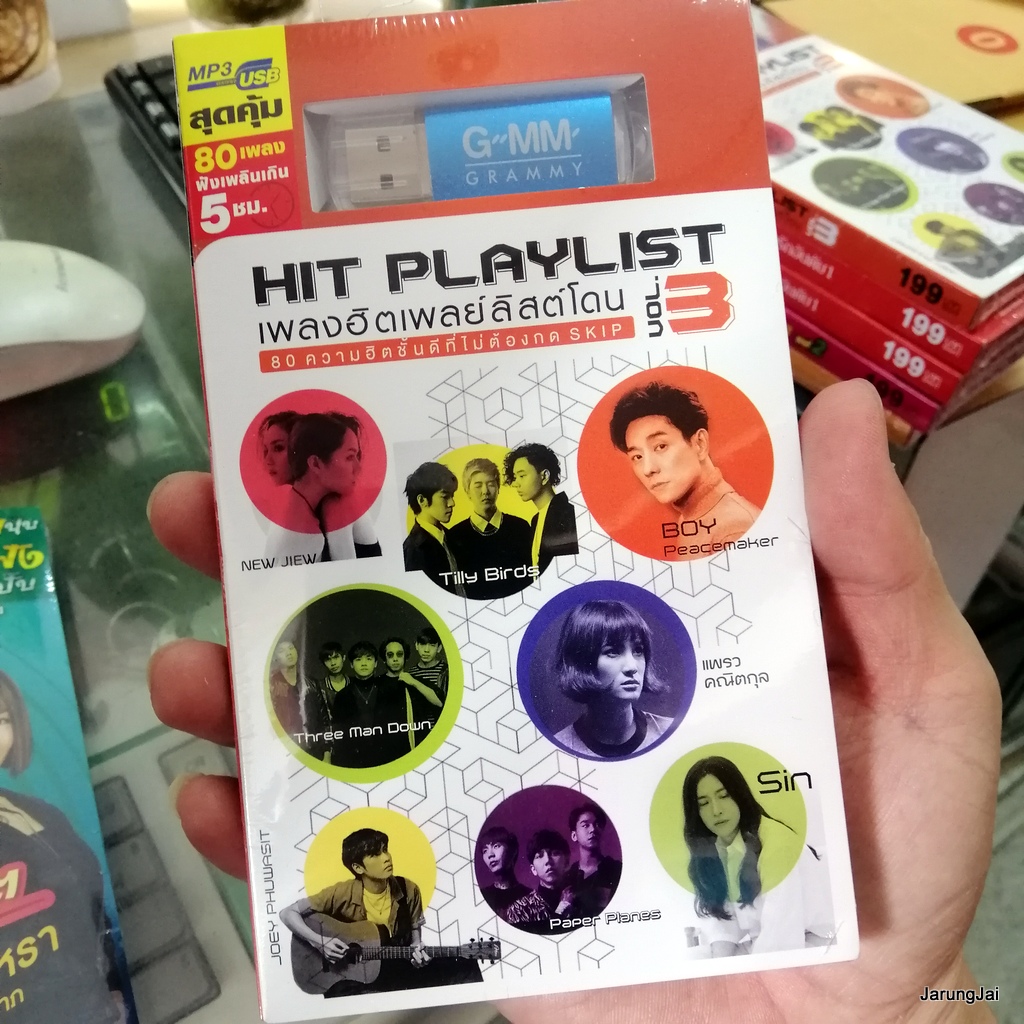 MP3
USB
สุดคุ้ม
80 เพลง
ฟังเพลินเกิน
5 ชม.
G"MM'
GRAMMY
HIT PLAYLIST
เพลงฮิตเพลย์ลิสต์โดน
VOL. 3
80 ความฮิตชั้นดีที่ไม่ต้องกด SKIP
NEW JIEW
Tilly Birds
BOY
Peacemaker
Three Man Down
แพรว
คณิตกุล
JOEY PHUWASIT
Paper Planes
Sin
3
199
199
199
JarungJai